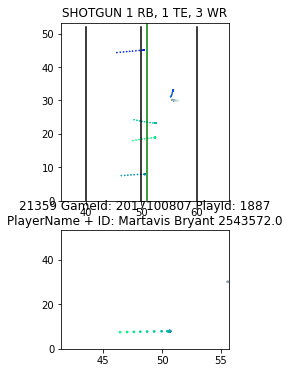 SHOTGUN 1 RB, 1 TE, 3 WR
50
40
30
20
10
0
40 50 60
21359 GameId: 2017100807 PlayId: 1887
PlayerName + ID: Martavis Bryant 2543572.0
40
20
0
45 50 55